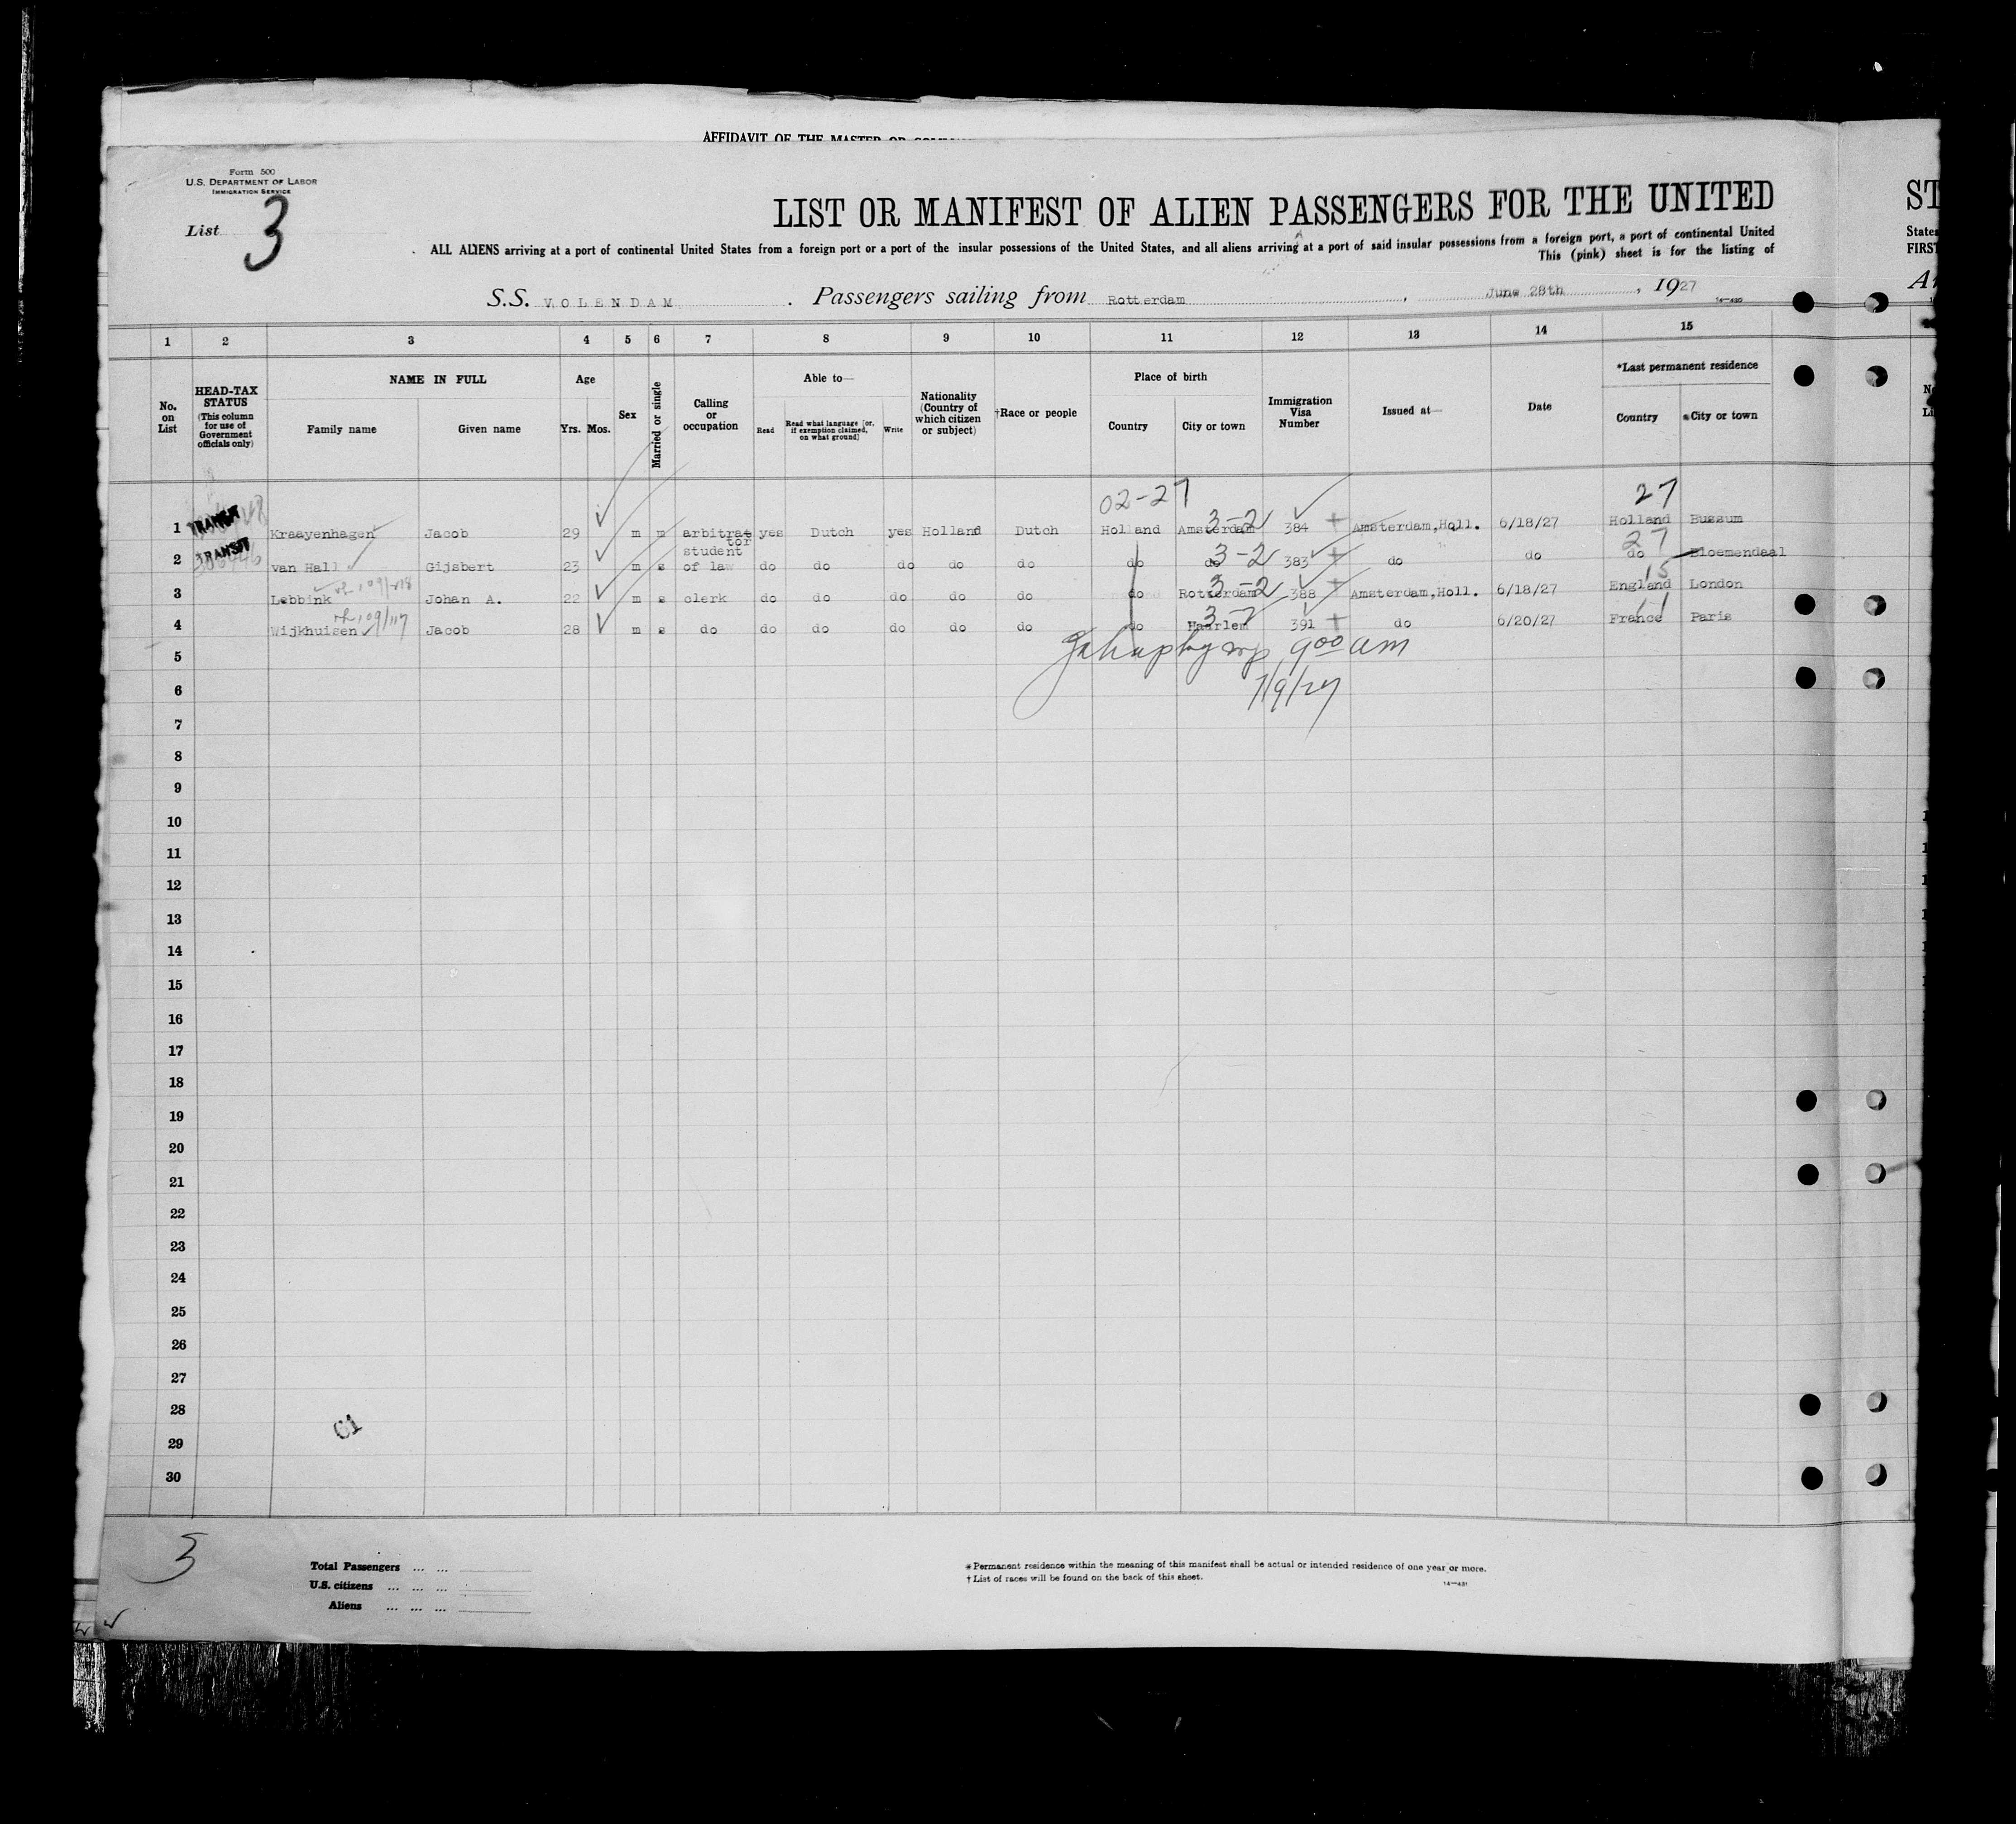 AFFIDAVIT OF THE MASTER OR
Form 500
U.S. DEPARTMENT OF LABOR
IMMIGRATION SERVICE
List 3
LIST OR MANIFEST OF ALIEN PASSENGERS FOR THE UNITED
ST
ALL ALIENS arriving at a port of continental United States from a foreign port or a port of the insular possessions of the United States, and all aliens arriving at a port of said insular possessions from a foreign port, a port of continental United
States
This (pink) sheet is for the listing of
FIRST
S.S. VOLENDAM . Passengers sailing from Rotterdam , June 28th , 1927
14—430
1 2 3 4 5 6 7 8 9 10 11 12 13 14 15
No. on List
HEAD-TAX STATUS (This column for use of Government officials only)
NAME IN FULL
Family name Given name
Age
Yrs. Mos.
Sex
Married or single
Calling or occupation
Able to—
Read Read what language [or, if exemption claimed, on what ground] Write
Nationality (Country of which citizen or subject)
†Race or people
Place of birth
Country City or town
Immigration Visa Number
Issued at—
Date
*Last permanent residence
Country *City or town
02-27 27
1 TRANSIT Kraayenhagen Jacob 29 m m arbitrat tor yes Dutch yes Holland Dutch Holland Amsterdam 3-2 384 Amsterdam,Holl. 6/18/27 Holland Bussum
27
2 TRANSIT van Hall Gijsbert 23 m s student of law do do do do do do do 3-2 383 do do do Bloemendaal
15
3 Lebbink Johan A. 22 m s clerk do do do do do do Rotterdam 3-2 388 Amsterdam,Holl. 6/18/27 England London
109/117
4 Wijkhuisen Jacob 28 m s do do do do do do do Haarlem 391 do 6/20/27 France Paris
900 am
5
7/9/27
6
7
8
9
10
11
12
13
14
15
16
17
18
19
20
21
22
23
24
25
26
27
28
C1
29
30
3
Total Passengers ... ...
U.S. citizens ... ... ...
Aliens ... ... ...
* Permanent residence within the meaning of this manifest shall be actual or intended residence of one year or more.
† List of races will be found on the back of this sheet.
14—431